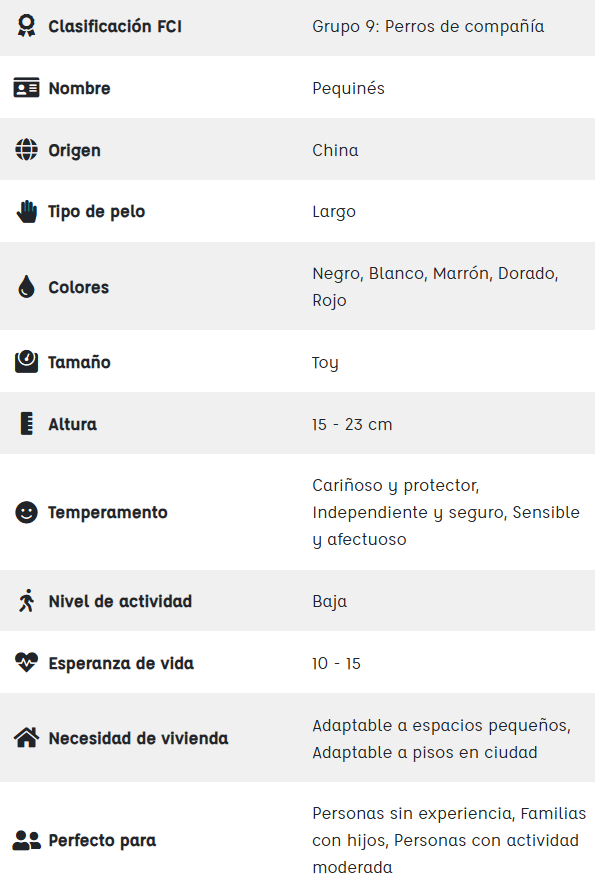 Clasificación FCI Grupo 9: Perros de compañía
Nombre Pequinés
Origen China
Tipo de pelo Largo
Colores Negro, Blanco, Marrón, Dorado,
Rojo
Tamaño Toy
Altura 15 - 23 cm
Temperamento Cariñoso y protector,
Independiente y seguro, Sensible
y afectuoso
Nivel de actividad Baja
Esperanza de vida 10 - 15
Necesidad de vivienda Adaptable a espacios pequeños,
Adaptable a pisos en ciudad
Perfecto para Personas sin experiencia, Familias
con hijos, Personas con actividad
moderada